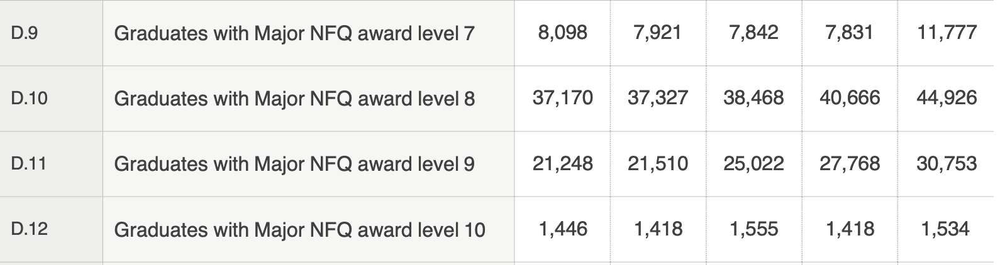 D.9 Graduates with Major NFQ award level 7 8,098 7,921 7,842 7,831 11,777
D.10 Graduates with Major NFQ award level 8 37,170 37,327 38,468 40,666 44,926
D.11 Graduates with Major NFQ award level 9 21,248 21,510 25,022 27,768 30,753
D.12 Graduates with Major NFQ award level 10 1,446 1,418 1,555 1,418 1,534